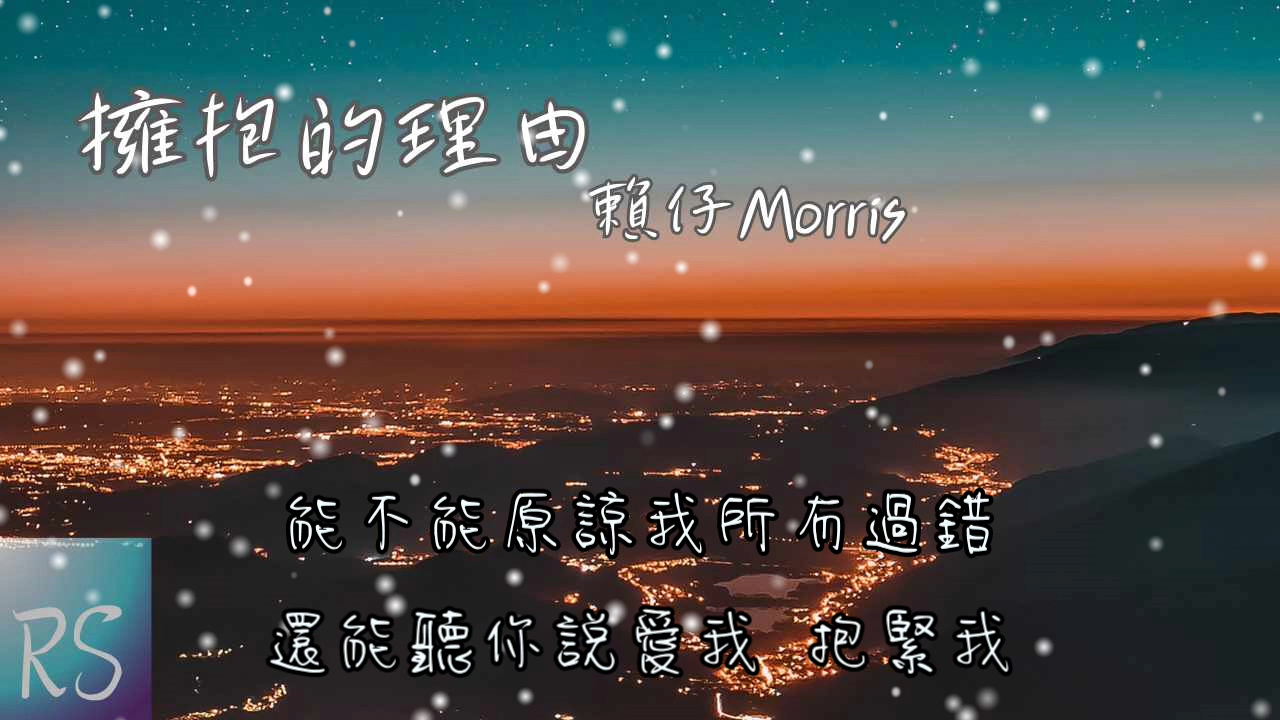 擁抱的理由
賴仔Morris
能不能原諒我所有過錯
還能聽你説愛我 抱緊我
RS